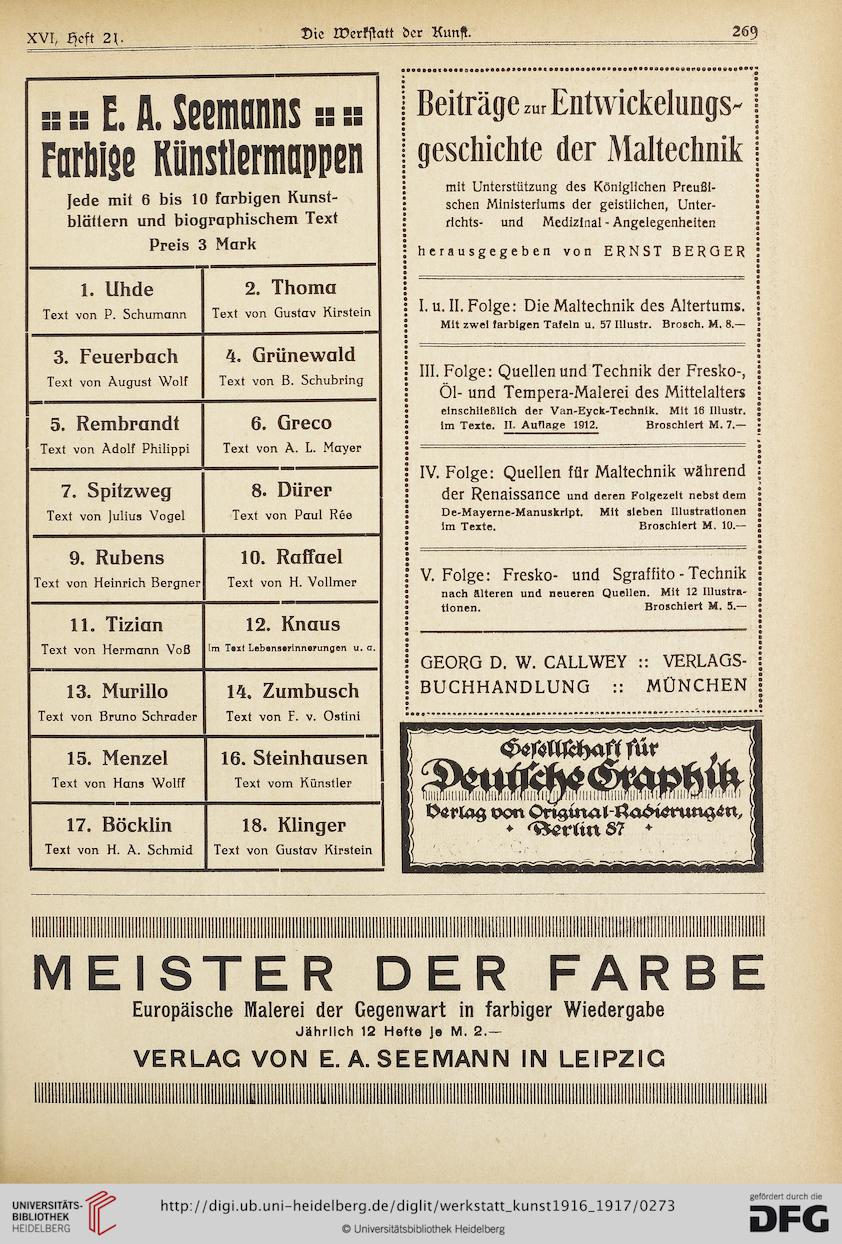 XVI, Heft 21.
Die Werkstatt der Kunst.
269
:: :: E. A. Seemanns :: ::
Farbige Künstlermappen
Jede mit 6 bis 10 farbigen Kunst-
blättern und biographischem Text
Preis 3 Mark
1. Uhde
Text von P. Schumann
2. Thoma
Text von Gustav Kirstein
3. Feuerbach
Text von August Wolf
4. Grünewald
Text von B. Schubring
5. Rembrandt
Text von Adolf Philippi
6. Greco
Text von A. L. Mayer
7. Spitzweg
Text von Julius Vogel
8. Dürer
Text von Paul Rée
9. Rubens
Text von Heinrich Bergner
10. Raffael
Text von H. Vollmer
11. Tizian
Text von Hermann Voß
12. Knaus
Im Text Lebenserinnerungen u. a.
13. Murillo
Text von Bruno Schrader
14. Zumbusch
Text von F. v. Ostini
15. Menzel
Text von Hans Wolff
16. Steinhausen
Text vom Künstler
17. Böcklin
Text von H. A. Schmid
18. Klinger
Text von Gustav Kirstein
Beiträge zur Entwickelungs-
geschichte der Maltechnik
mit Unterstützung des Königlichen Preußi-
schen Ministeriums der geistlichen, Unter-
richts- und Medizinal-Angelegenheiten
herausgegeben von ERNST BERGER
I. u. II. Folge: Die Maltechnik des Altertums.
Mit zwei farbigen Tafeln u. 57 Illustr. Brosch. M. 8.—
III. Folge: Quellen und Technik der Fresko-,
Öl- und Tempera-Malerei des Mittelalters
einschließlich der Van-Eyck-Technik. Mit 16 Illustr.
im Texte. II. Auflage 1912. Broschiert M. 7.—
IV. Folge: Quellen für Maltechnik während
der Renaissance und deren Folgezeit nebst dem
De-Mayerne-Manuskript. Mit sieben Illustrationen
im Texte. Broschiert M. 10.—
V. Folge: Fresko- und Sgraffito-Technik
nach älteren und neueren Quellen. Mit 12 Illustra-
tionen. Broschiert M. 5.—
GEORG D. W. CALLWEY :: VERLAGS-
BUCHHANDLUNG :: MÜNCHEN
Gesellschaft für
Deutsche Graphik
Verlag von Original-Radierungen,
Berlin 87
MEISTER DER FARBE
Europäische Malerei der Gegenwart in farbiger Wiedergabe
Jährlich 12 Hefte je M. 2.—
VERLAG VON E. A. SEEMANN IN LEIPZIG
UNIVERSITÄTS-
BIBLIOTHEK
HEIDELBERG
http://digi.ub.uni-heidelberg.de/diglit/werkstatt_kunst1916_1917/0273
© Universitätsbibliothek Heidelberg
gefördert durch die
DFG